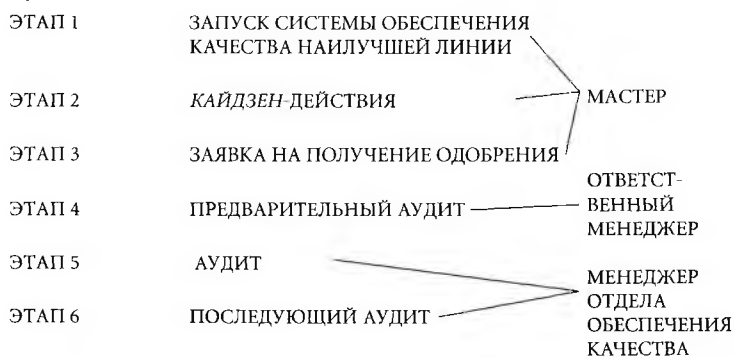 ЭТАП 1 ЗАПУСК СИСТЕМЫ ОБЕСПЕЧЕНИЯ
КАЧЕСТВА НАИЛУЧШЕЙ ЛИНИИ
ЭТАП 2 КАЙДЗЕН-ДЕЙСТВИЯ МАСТЕР
ЭТАП 3 ЗАЯВКА НА ПОЛУЧЕНИЕ ОДОБРЕНИЯ
ОТВЕТСТ-
ЭТАП 4 ПРЕДВАРИТЕЛЬНЫЙ АУДИТ ВЕННЫЙ
МЕНЕДЖЕР
ЭТАП 5 АУДИТ
МЕНЕДЖЕР
ОТДЕЛА
ЭТАП 6 ПОСЛЕДУЮЩИЙ АУДИТ ОБЕСПЕЧЕНИЯ
КАЧЕСТВА